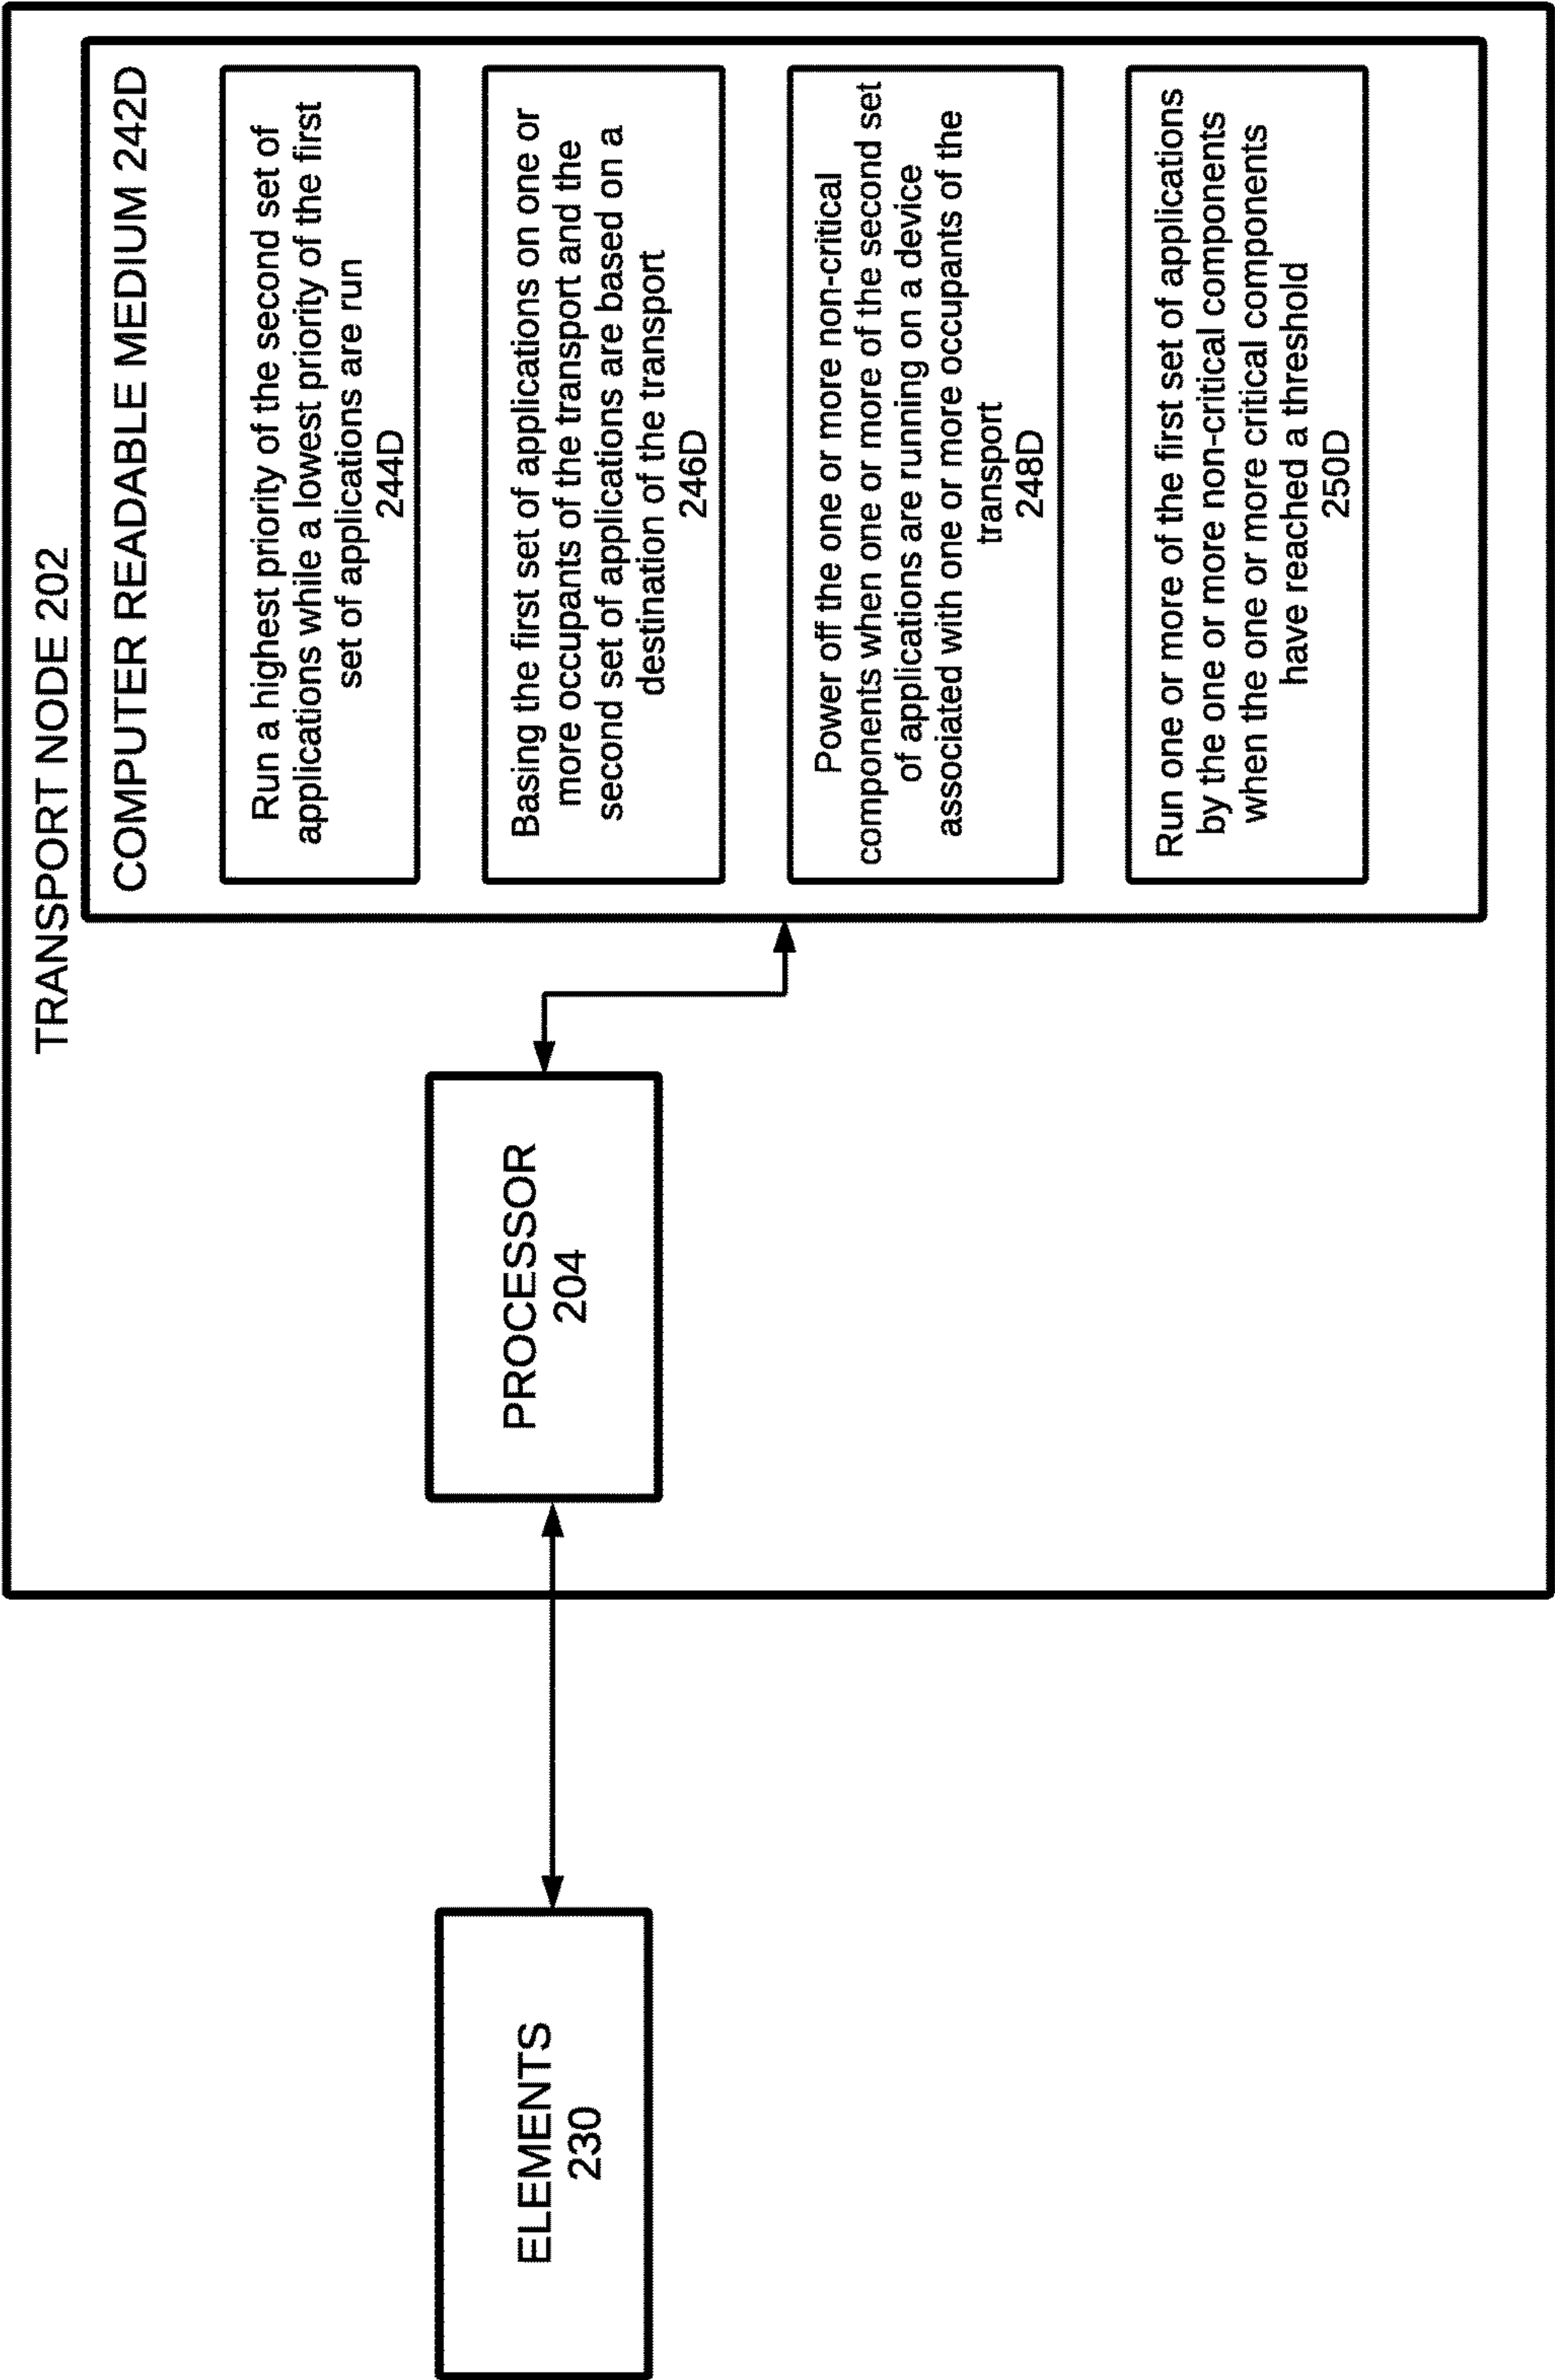 TRANSPORT NODE 202
COMPUTER READABLE MEDIUM 242D
Run a highest priority of the second set of
applications while a lowest priority of the first
set of applications are run
244D
Basing the first set of applications on one or
more occupants of the transport and the
second set of applications are based on a
destination of the transport
246D
Power off the one or more non-critical
components when one or more of the second set
of applications are running on a device
associated with one or more occupants of the
transport
248D
Run one or more of the first set of applications
by the one or more non-critical components
when the one or more critical components
have reached a threshold
250D
PROCESSOR
204
ELEMENTS
230